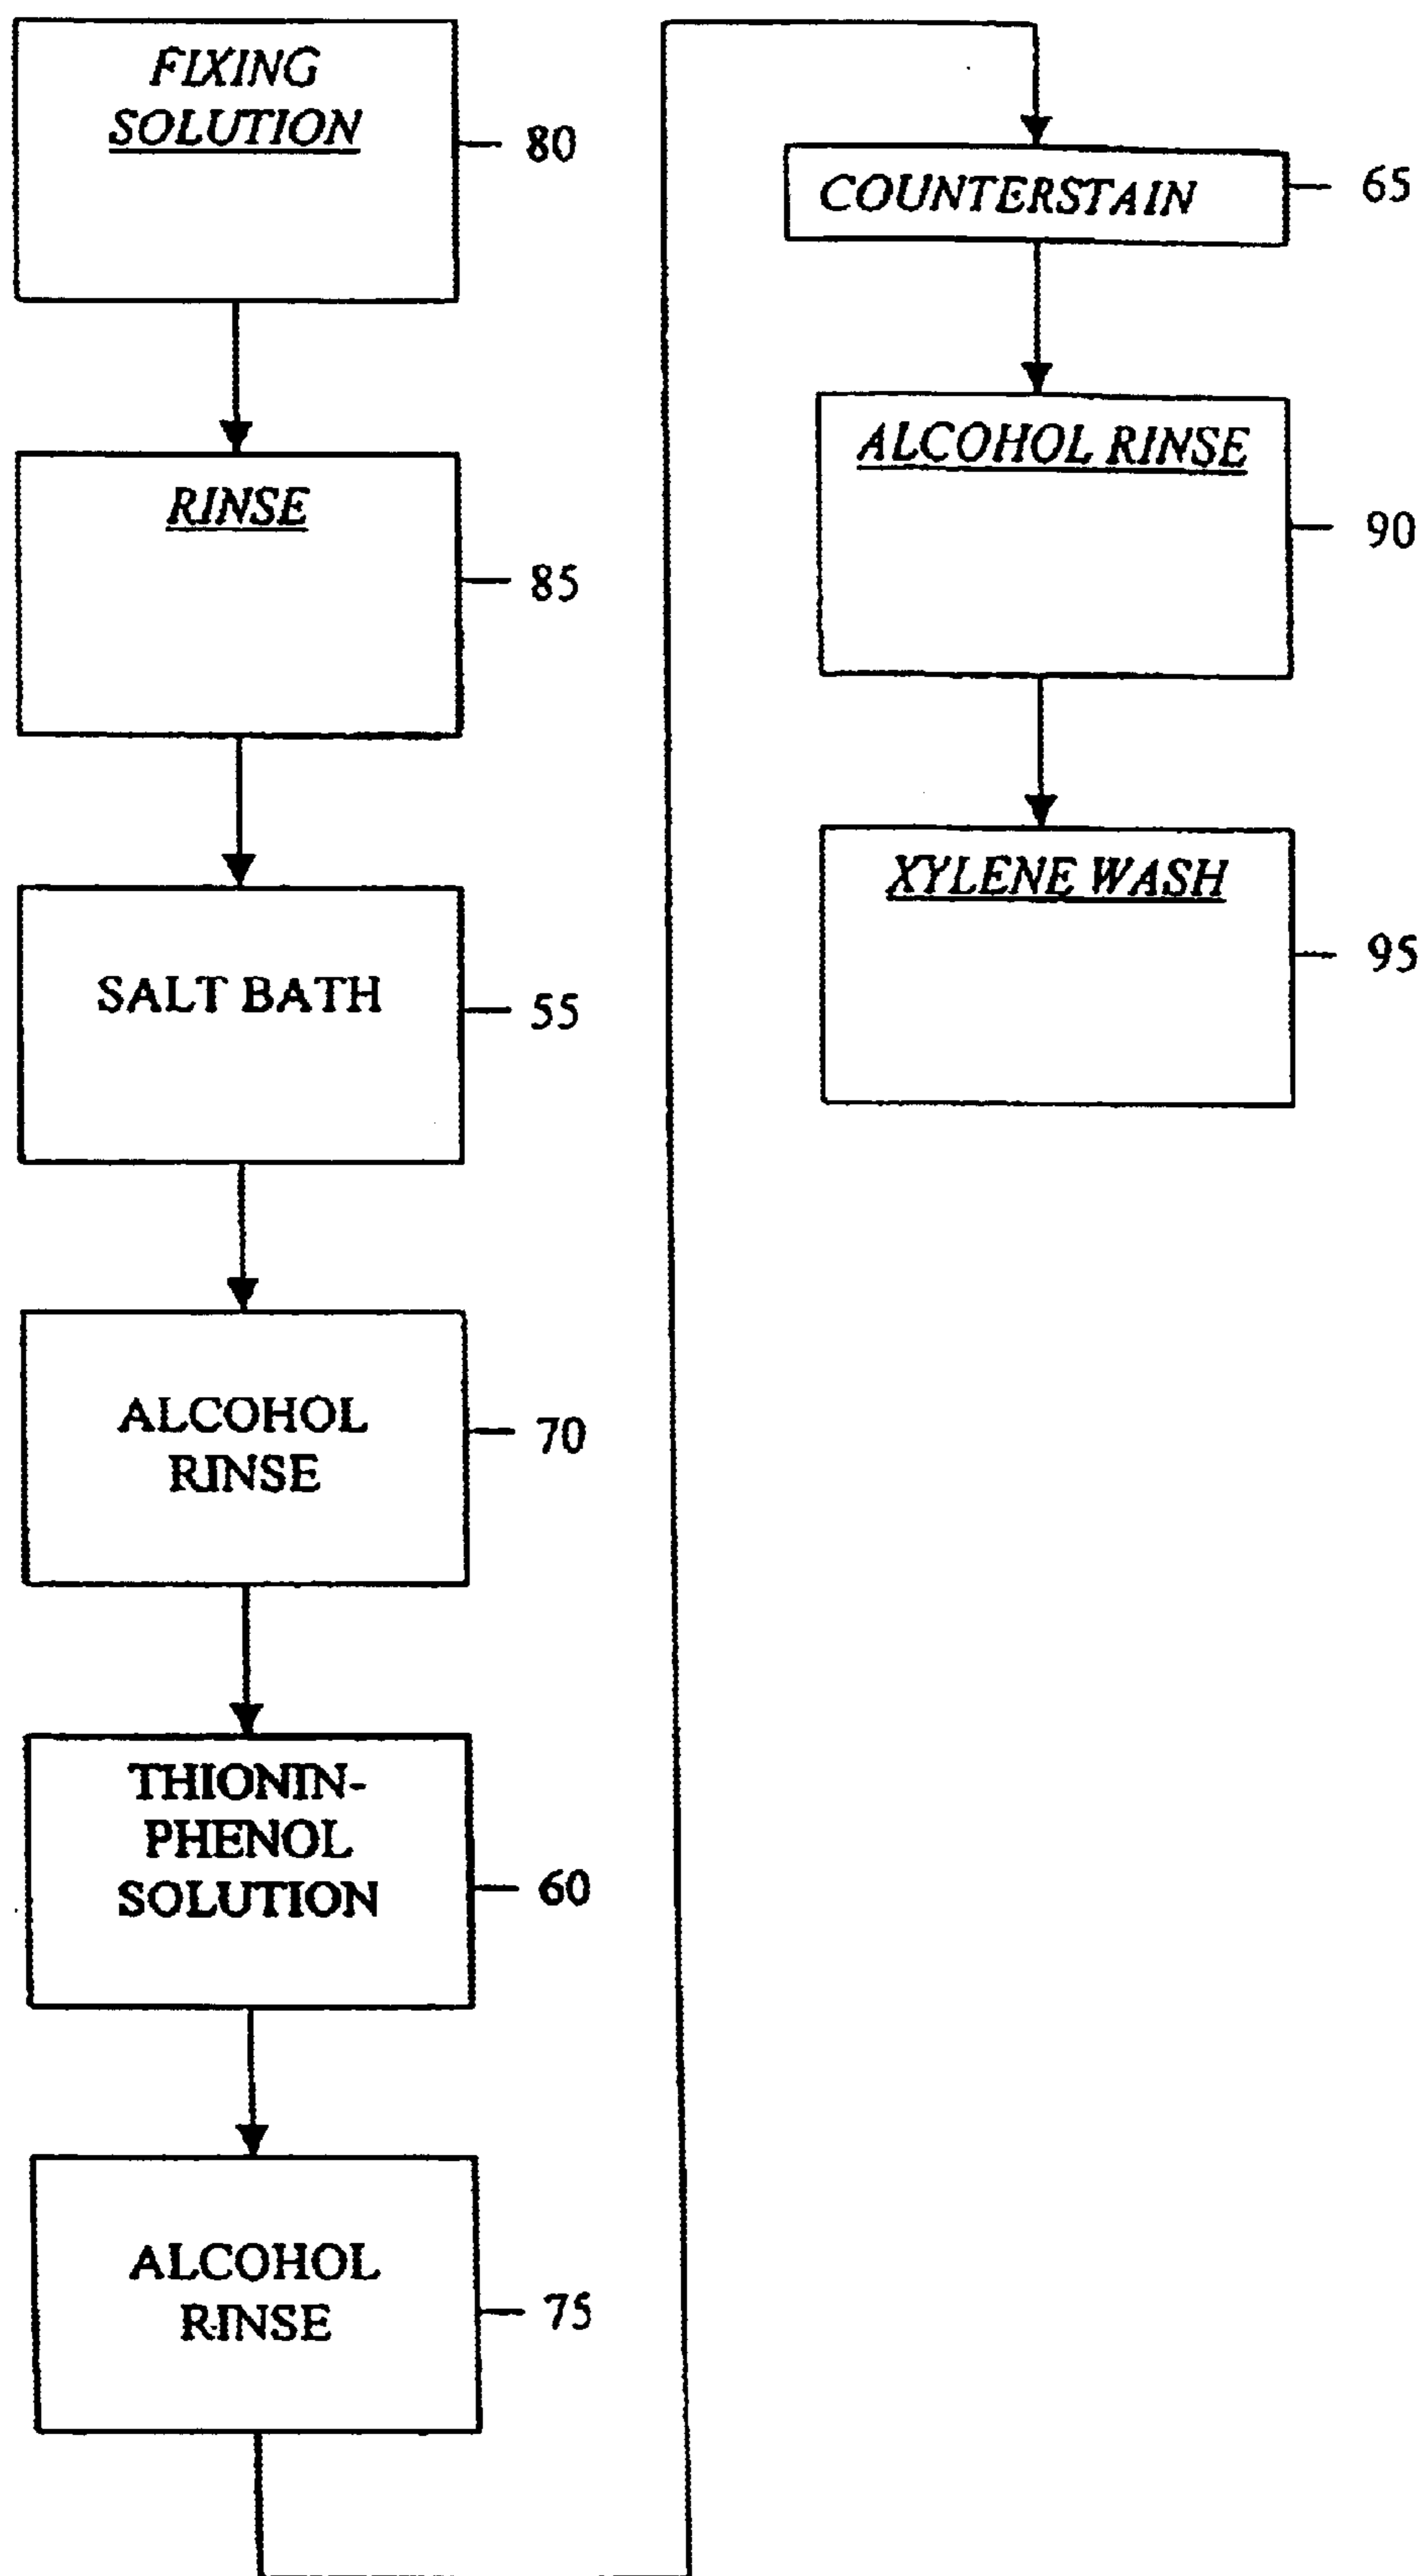 FIXING
SOLUTION
80
RINSE
85
SALT BATH
55
ALCOHOL
RINSE
70
THIONIN-
PHENOL
SOLUTION
60
ALCOHOL
RINSE
75
COUNTERSTAIN
65
ALCOHOL RINSE
90
XYLENE WASH
95